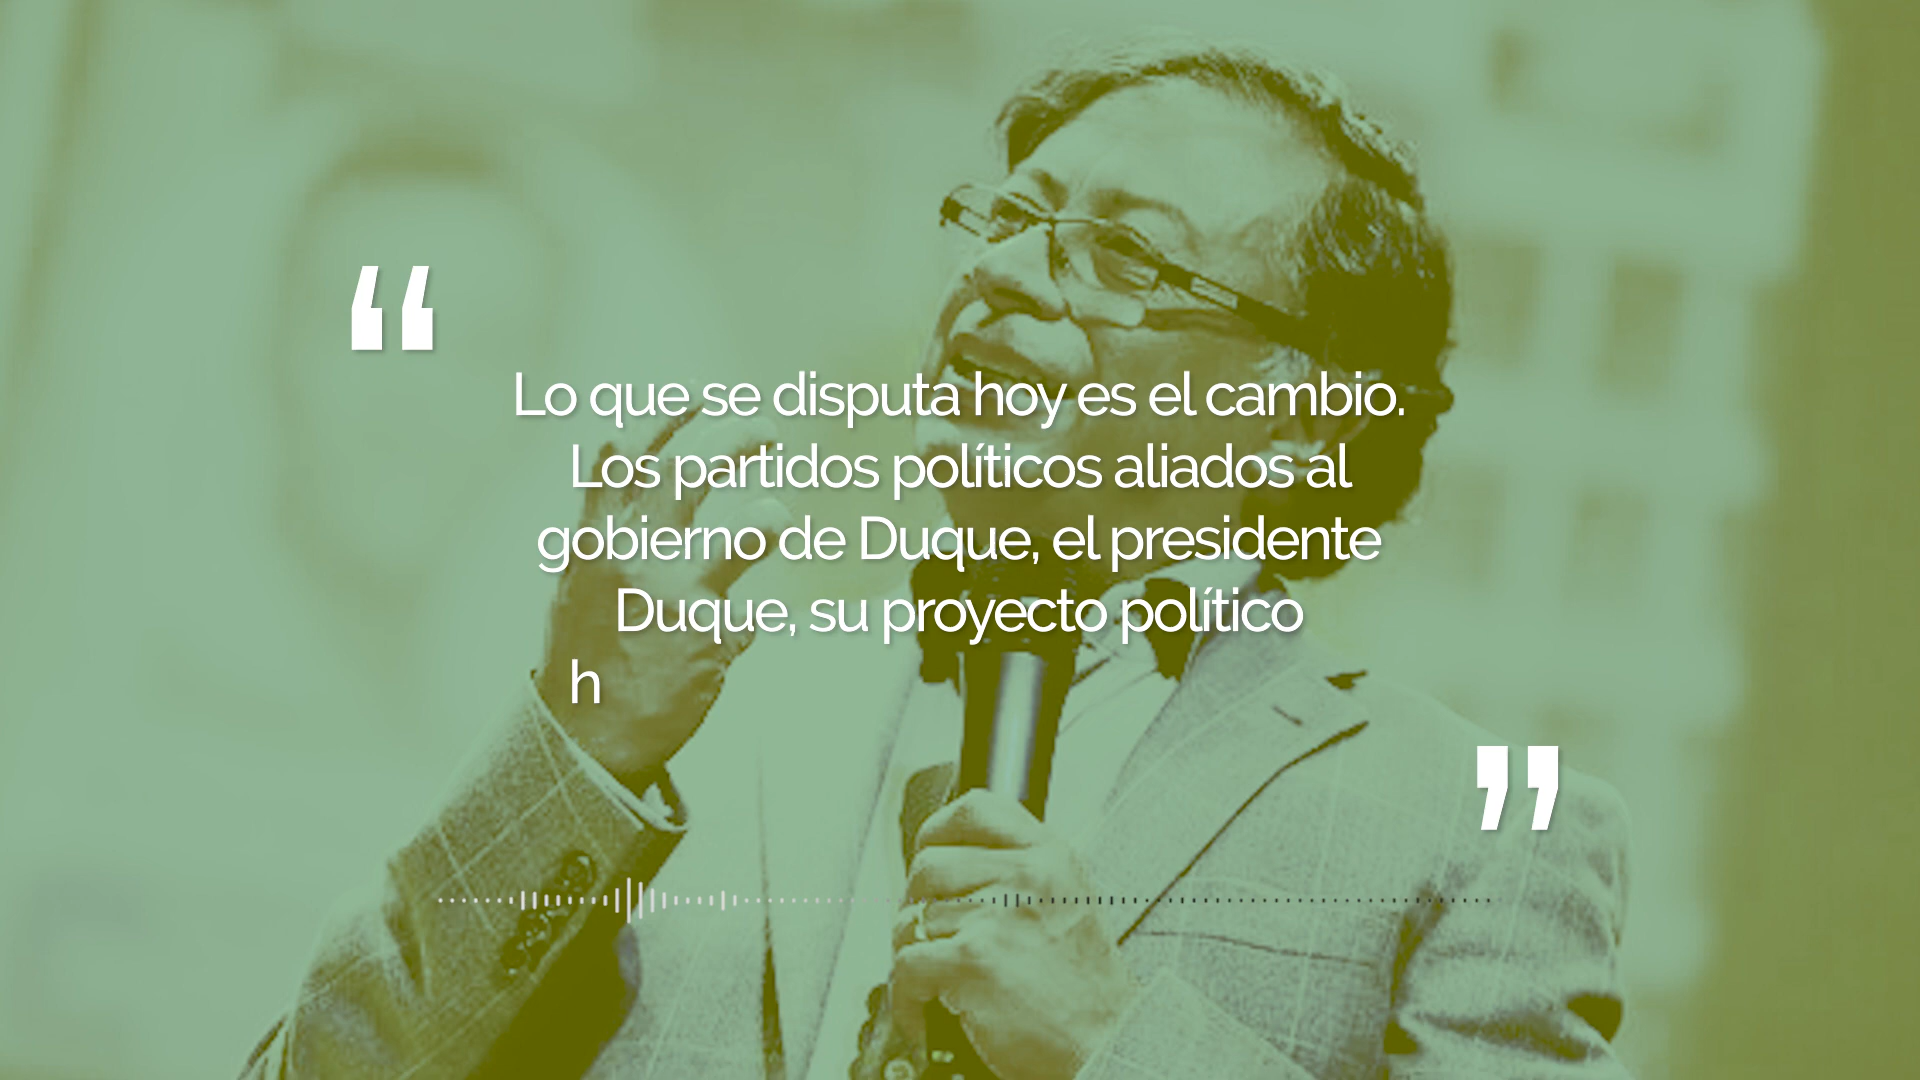 “
Lo que se disputa hoy es el cambio.
Los partidos políticos aliados al
gobierno de Duque, el presidente
Duque, su proyecto político
h
”